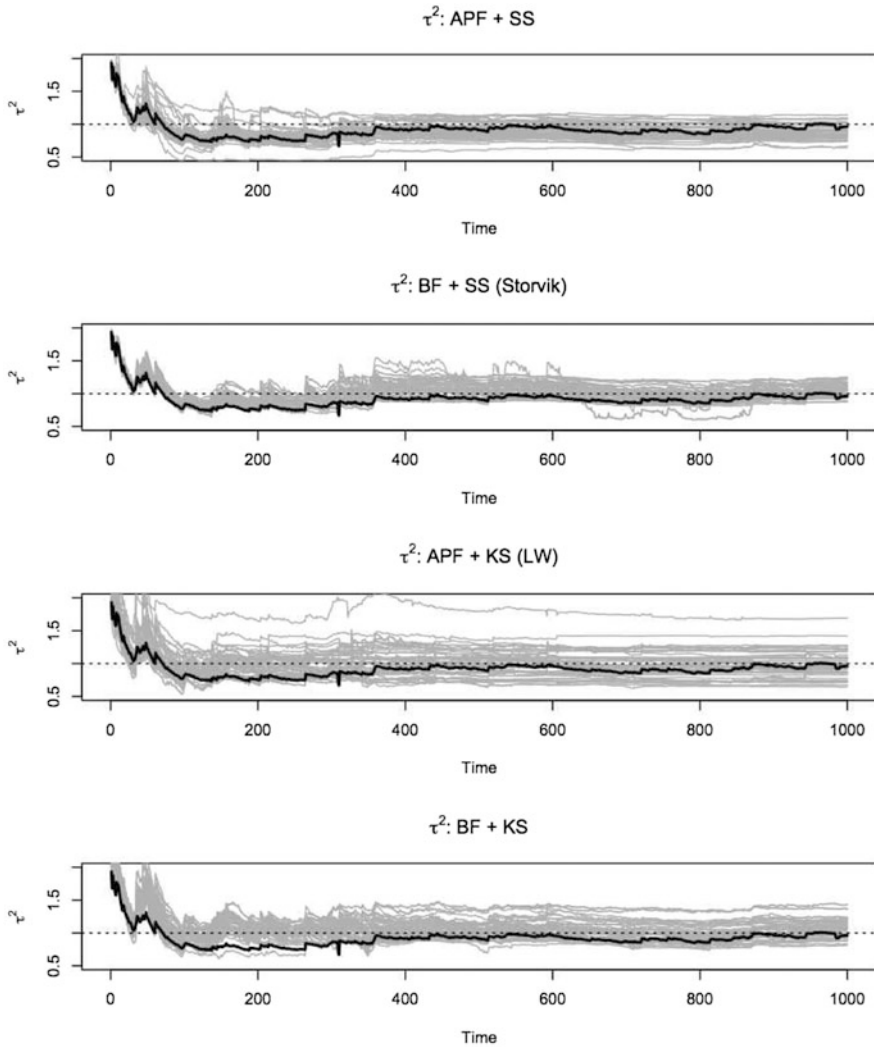 τ²: APF + SS
τ²
1.5
0.5
0 200 400 600 800 1000
Time
τ²: BF + SS (Storvik)
τ²
1.5
0.5
0 200 400 600 800 1000
Time
τ²: APF + KS (LW)
τ²
1.5
0.5
0 200 400 600 800 1000
Time
τ²: BF + KS
τ²
1.5
0.5
0 200 400 600 800 1000
Time